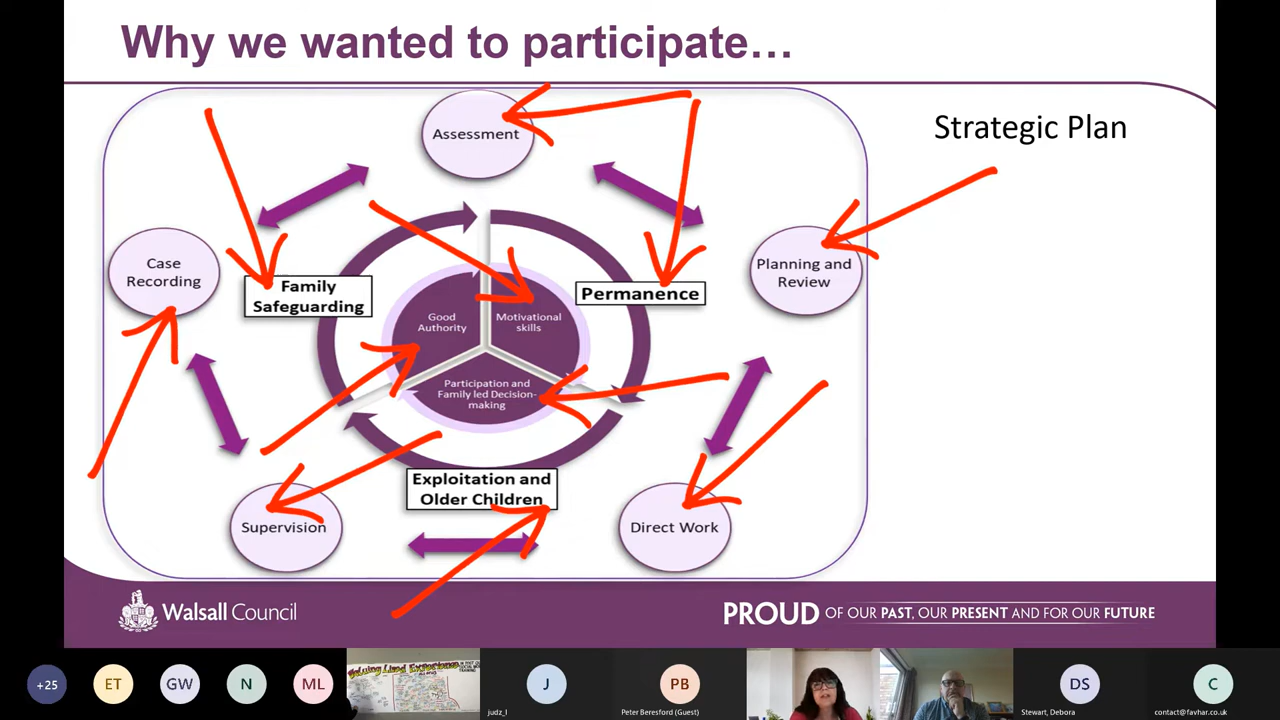 Why we wanted to participate…
Strategic Plan
Assessment
Case
Recording
Family
Safeguarding
Permanence
Planning and
Review
Good
Authority
Motivational
skills
Participation and
Family led Decision-
making
Exploitation and
Older Children
Supervision
Direct Work
Walsall Council
PROUD OF OUR PAST, OUR PRESENT AND FOR OUR FUTURE
+25
ET
GW
N
ML
Valuing Lived Experience
J
judz_l
PB
Peter Beresford (Guest)
DS
Stewart, Debora
C
contact@favhar.co.uk